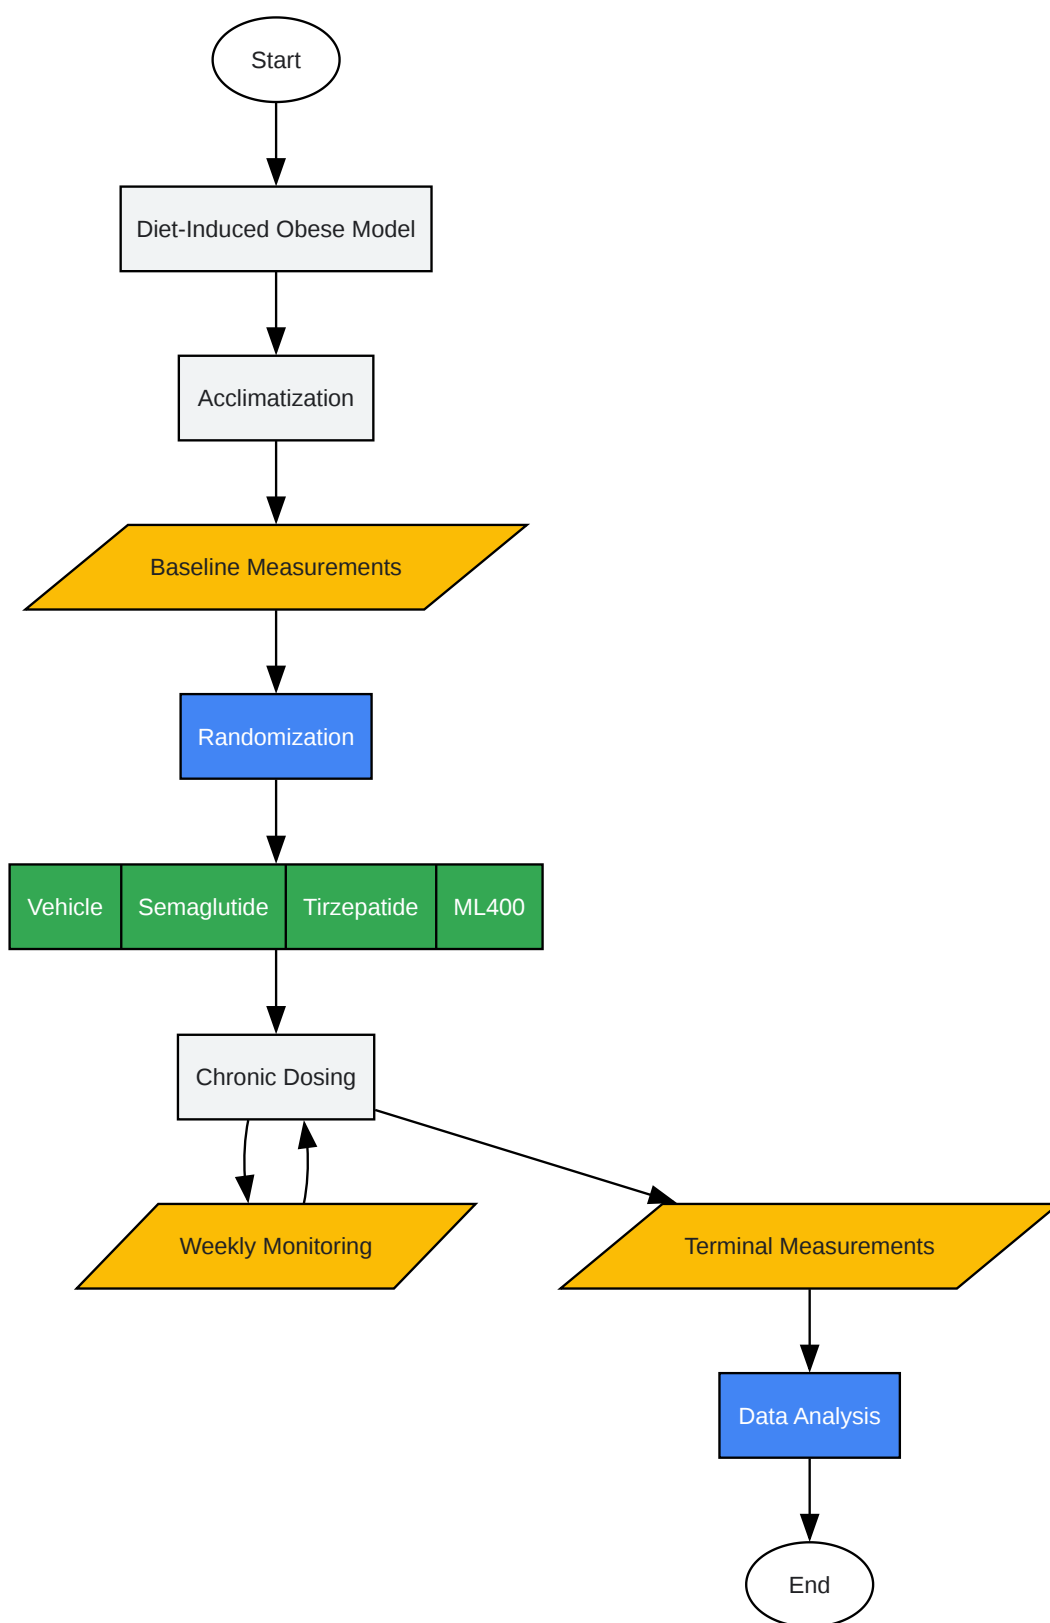 Start
Diet-Induced Obese Model
Acclimatization
Baseline Measurements
Randomization
Vehicle Semaglutide Tirzepatide ML400
Chronic Dosing
Weekly Monitoring
Terminal Measurements
Data Analysis
End